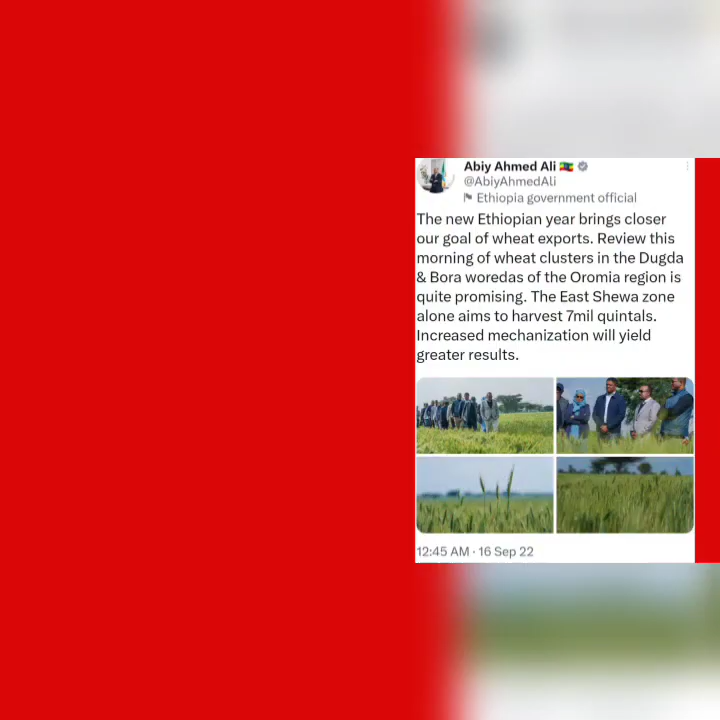 Abiy Ahmed Ali
@AbiyAhmedAli
Ethiopia government official
The new Ethiopian year brings closer
our goal of wheat exports. Review this
morning of wheat clusters in the Dugda
& Bora woredas of the Oromia region is
quite promising. The East Shewa zone
alone aims to harvest 7mil quintals.
Increased mechanization will yield
greater results.
12:45 AM · 16 Sep 22